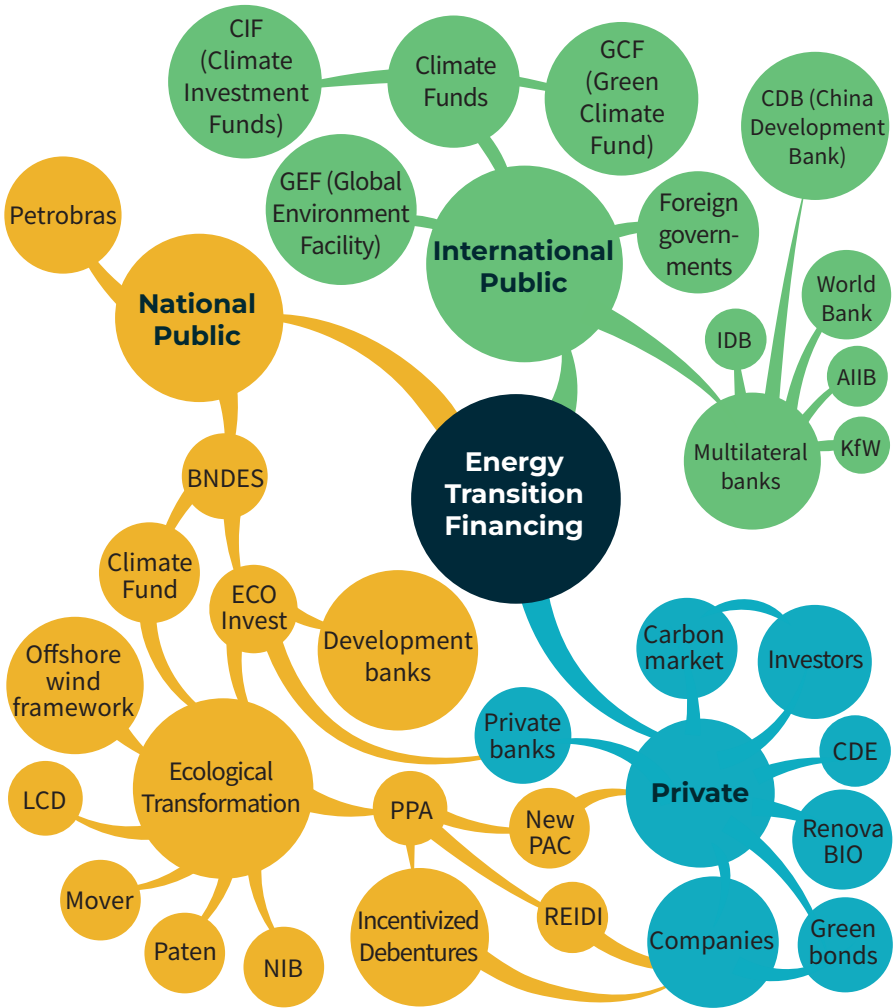 CIF
(Climate
Investment
Funds)
Climate
Funds
GCF
(Green
Climate
Fund)
CDB (China
Development
Bank)
GEF (Global
Environment
Facility)
Foreign
govern-
ments
Petrobras
International
Public
National
Public
World
Bank
IDB
AIIB
KfW
Multilateral
banks
Energy
Transition
Financing
BNDES
Climate
Fund
ECO
Invest
Development
banks
Offshore
wind
framework
Carbon
market
Investors
Private
banks
CDE
Ecological
Transformation
LCD
PPA
New
PAC
Private
Renova
BIO
Mover
Paten
NIB
Incentivized
Debentures
REIDI
Companies
Green
bonds